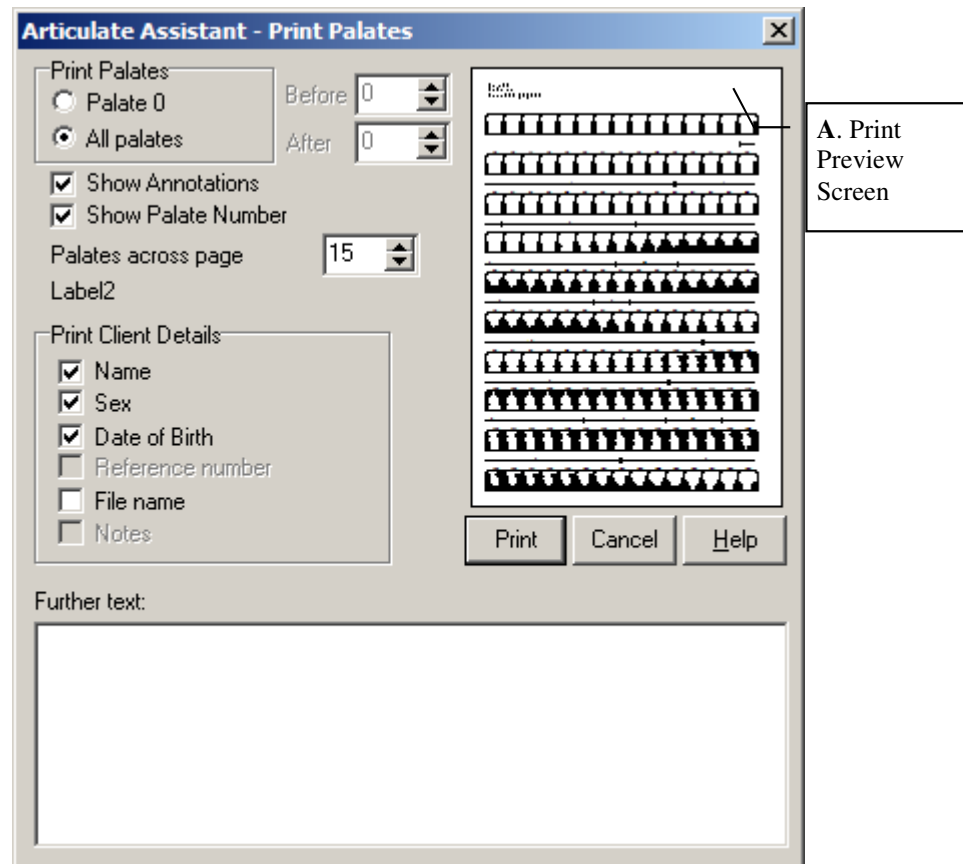 Articulate Assistant - Print Palates
Print Palates
Palate 0
All palates
Before 0
After 0
Show Annotations
Show Palate Number
Palates across page 15
Label2
Print Client Details
Name
Sex
Date of Birth
Reference number
File name
Notes
A. Print
Preview
Screen
Print Cancel Help
Further text: